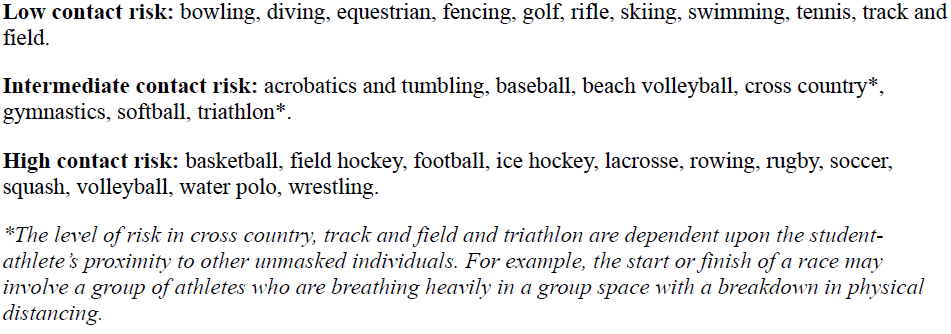 Low contact risk: bowling, diving, equestrian, fencing, golf, rifle, skiing, swimming, tennis, track and
field.
Intermediate contact risk: acrobatics and tumbling, baseball, beach volleyball, cross country*,
gymnastics, softball, triathlon*.
High contact risk: basketball, field hockey, football, ice hockey, lacrosse, rowing, rugby, soccer,
squash, volleyball, water polo, wrestling.
*The level of risk in cross country, track and field and triathlon are dependent upon the student-
athlete’s proximity to other unmasked individuals. For example, the start or finish of a race may
involve a group of athletes who are breathing heavily in a group space with a breakdown in physical
distancing.